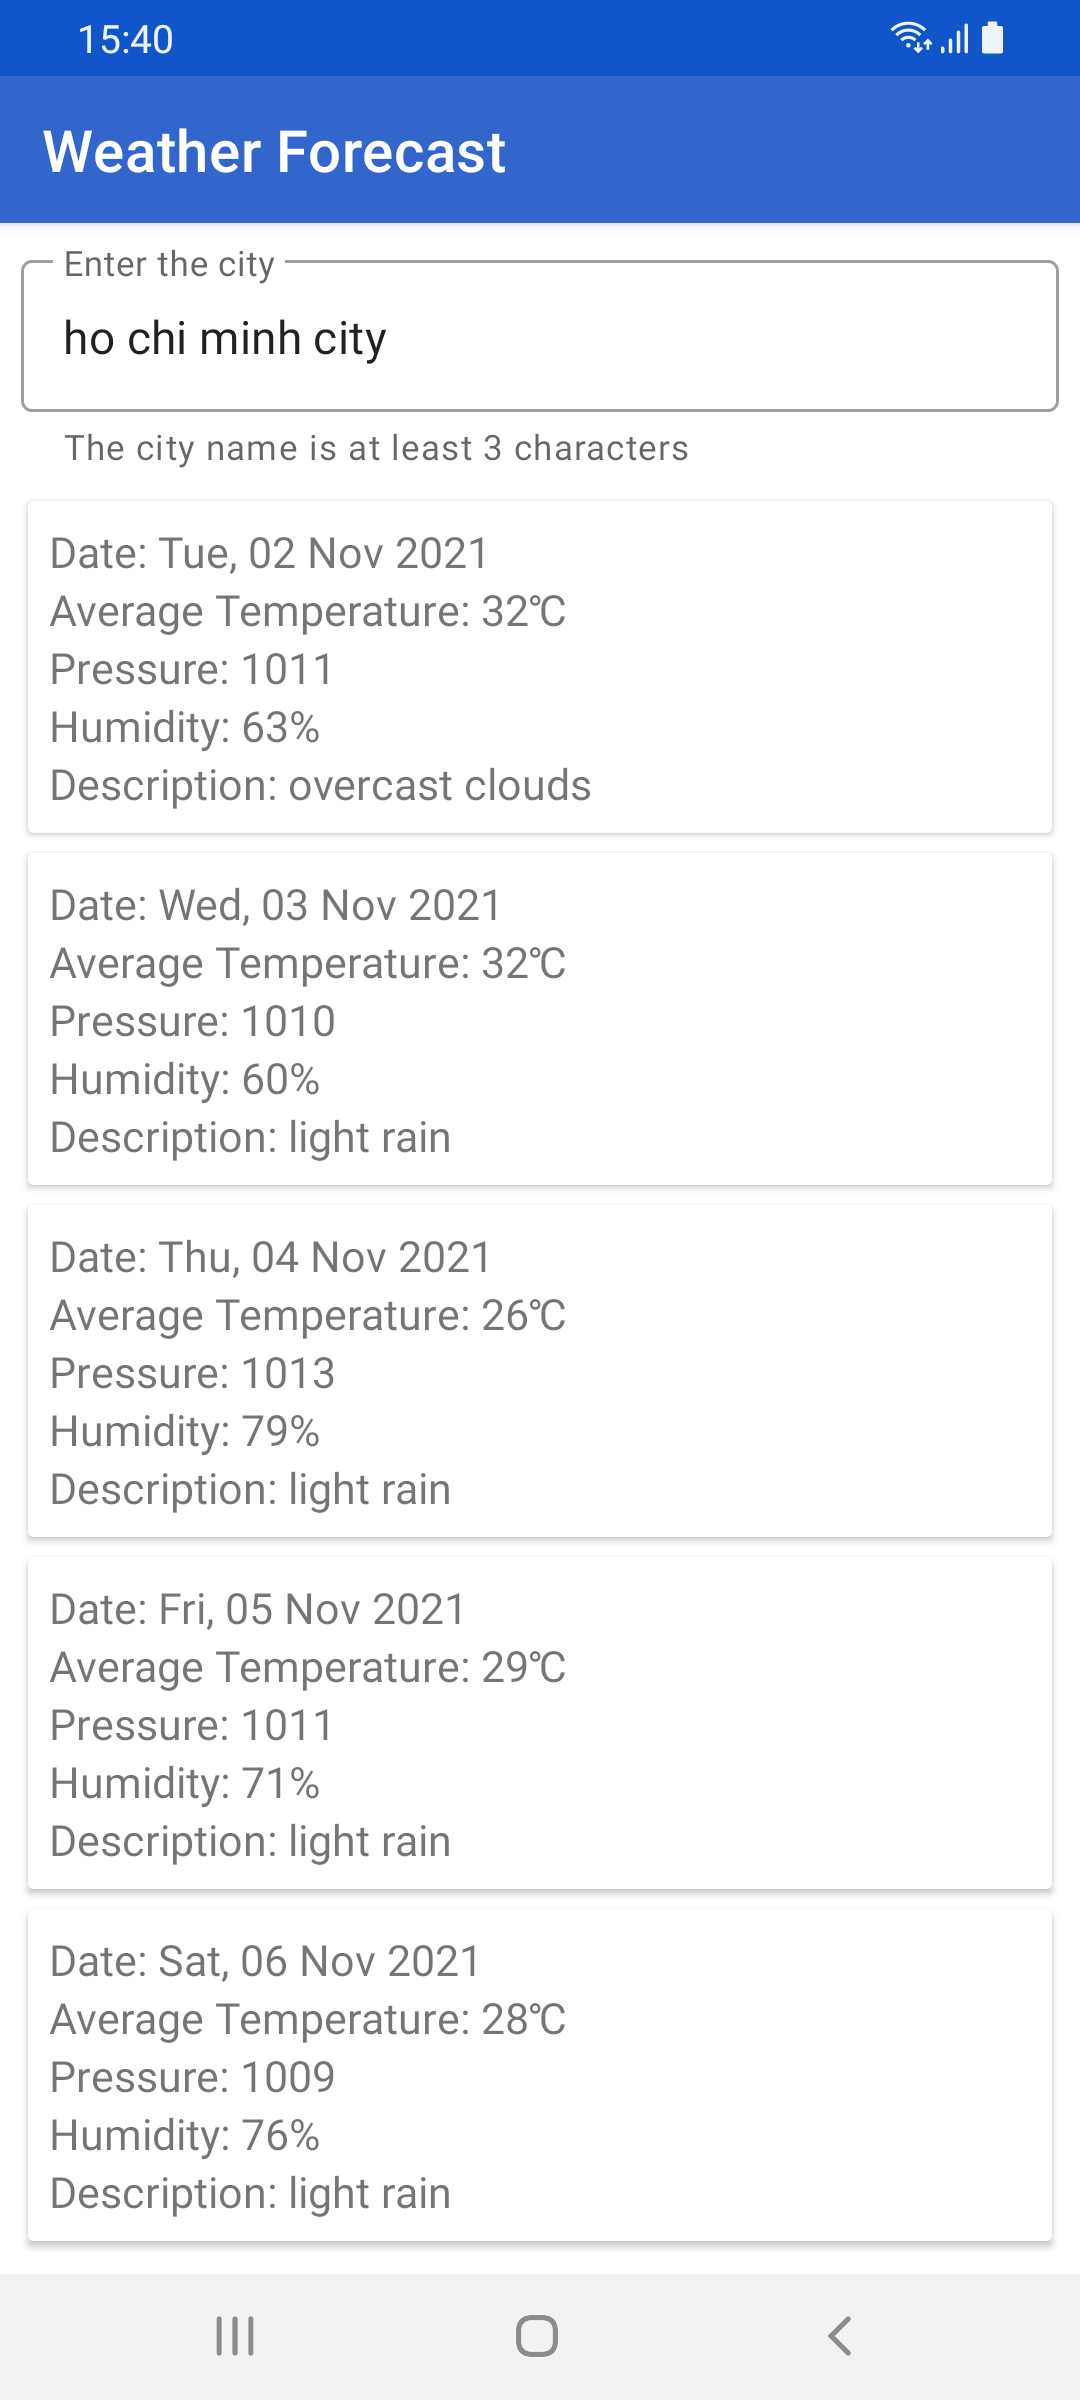 15:40
Weather Forecast
Enter the city
ho chi minh city
The city name is at least 3 characters
Date: Tue, 02 Nov 2021
Average Temperature: 32℃
Pressure: 1011
Humidity: 63%
Description: overcast clouds
Date: Wed, 03 Nov 2021
Average Temperature: 32℃
Pressure: 1010
Humidity: 60%
Description: light rain
Date: Thu, 04 Nov 2021
Average Temperature: 26℃
Pressure: 1013
Humidity: 79%
Description: light rain
Date: Fri, 05 Nov 2021
Average Temperature: 29℃
Pressure: 1011
Humidity: 71%
Description: light rain
Date: Sat, 06 Nov 2021
Average Temperature: 28℃
Pressure: 1009
Humidity: 76%
Description: light rain